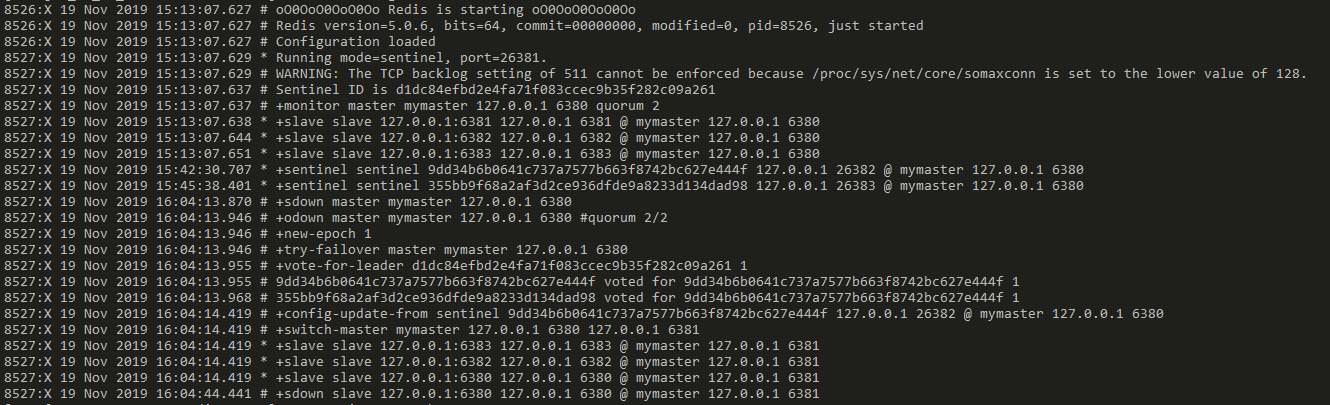 8526:X 19 Nov 2019 15:13:07.627 # oO0OoO0OoO0Oo Redis is starting oO0OoO0OoO0Oo
8526:X 19 Nov 2019 15:13:07.627 # Redis version=5.0.6, bits=64, commit=00000000, modified=0, pid=8526, just started
8526:X 19 Nov 2019 15:13:07.627 # Configuration loaded
8527:X 19 Nov 2019 15:13:07.629 * Running mode=sentinel, port=26381.
8527:X 19 Nov 2019 15:13:07.629 # WARNING: The TCP backlog setting of 511 cannot be enforced because /proc/sys/net/core/somaxconn is set to the lower value of 128.
8527:X 19 Nov 2019 15:13:07.637 # Sentinel ID is d1dc84efbd2e4fa71f083ccec9b35f282c09a261
8527:X 19 Nov 2019 15:13:07.637 # +monitor master mymaster 127.0.0.1 6380 quorum 2
8527:X 19 Nov 2019 15:13:07.638 * +slave slave 127.0.0.1:6381 127.0.0.1 6381 @ mymaster 127.0.0.1 6380
8527:X 19 Nov 2019 15:13:07.644 * +slave slave 127.0.0.1:6382 127.0.0.1 6382 @ mymaster 127.0.0.1 6380
8527:X 19 Nov 2019 15:13:07.651 * +slave slave 127.0.0.1:6383 127.0.0.1 6383 @ mymaster 127.0.0.1 6380
8527:X 19 Nov 2019 15:42:30.707 * +sentinel sentinel 9dd34b6b0641c737a7577b663f8742bc627e444f 127.0.0.1 26382 @ mymaster 127.0.0.1 6380
8527:X 19 Nov 2019 15:45:38.401 * +sentinel sentinel 355bb9f68a2af3d2ce936dfde9a8233d134dad98 127.0.0.1 26383 @ mymaster 127.0.0.1 6380
8527:X 19 Nov 2019 16:04:13.870 # +sdown master mymaster 127.0.0.1 6380
8527:X 19 Nov 2019 16:04:13.946 # +odown master mymaster 127.0.0.1 6380 #quorum 2/2
8527:X 19 Nov 2019 16:04:13.946 # +new-epoch 1
8527:X 19 Nov 2019 16:04:13.946 # +try-failover master mymaster 127.0.0.1 6380
8527:X 19 Nov 2019 16:04:13.955 # +vote-for-leader d1dc84efbd2e4fa71f083ccec9b35f282c09a261 1
8527:X 19 Nov 2019 16:04:13.955 # 9dd34b6b0641c737a7577b663f8742bc627e444f voted for 9dd34b6b0641c737a7577b663f8742bc627e444f 1
8527:X 19 Nov 2019 16:04:13.968 # 355bb9f68a2af3d2ce936dfde9a8233d134dad98 voted for 9dd34b6b0641c737a7577b663f8742bc627e444f 1
8527:X 19 Nov 2019 16:04:14.419 # +config-update-from sentinel 9dd34b6b0641c737a7577b663f8742bc627e444f 127.0.0.1 26382 @ mymaster 127.0.0.1 6380
8527:X 19 Nov 2019 16:04:14.419 # +switch-master mymaster 127.0.0.1 6380 127.0.0.1 6381
8527:X 19 Nov 2019 16:04:14.419 * +slave slave 127.0.0.1:6383 127.0.0.1 6383 @ mymaster 127.0.0.1 6381
8527:X 19 Nov 2019 16:04:14.419 * +slave slave 127.0.0.1:6382 127.0.0.1 6382 @ mymaster 127.0.0.1 6381
8527:X 19 Nov 2019 16:04:14.419 * +slave slave 127.0.0.1:6380 127.0.0.1 6380 @ mymaster 127.0.0.1 6381
8527:X 19 Nov 2019 16:04:44.441 # +sdown slave 127.0.0.1:6380 127.0.0.1 6380 @ mymaster 127.0.0.1 6381